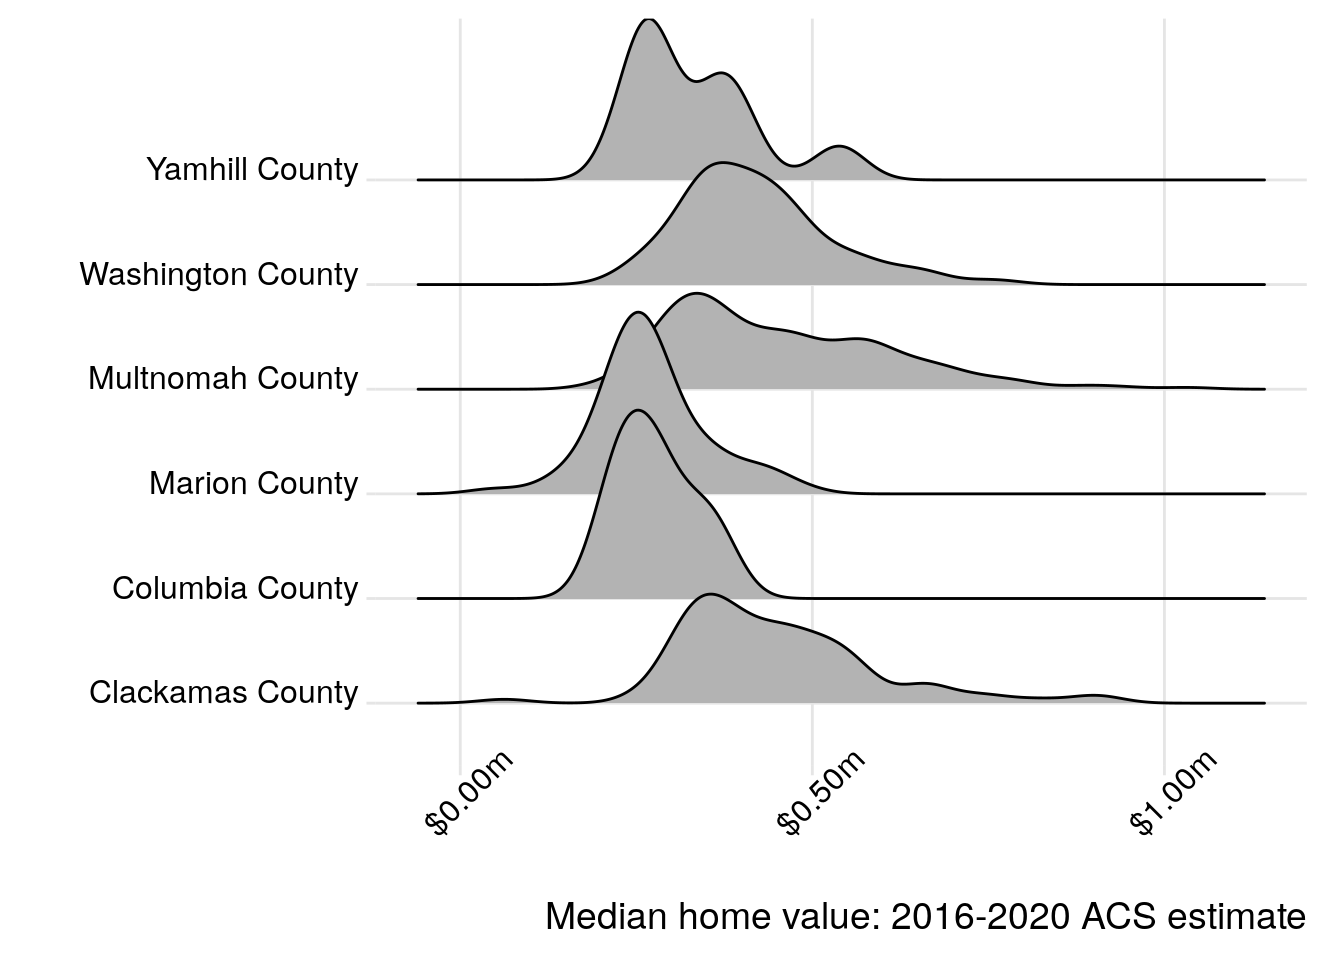 Yamhill County
Washington County
Multnomah County
Marion County
Columbia County
Clackamas County
$0.00m
$0.50m
$1.00m
Median home value: 2016-2020 ACS estimate